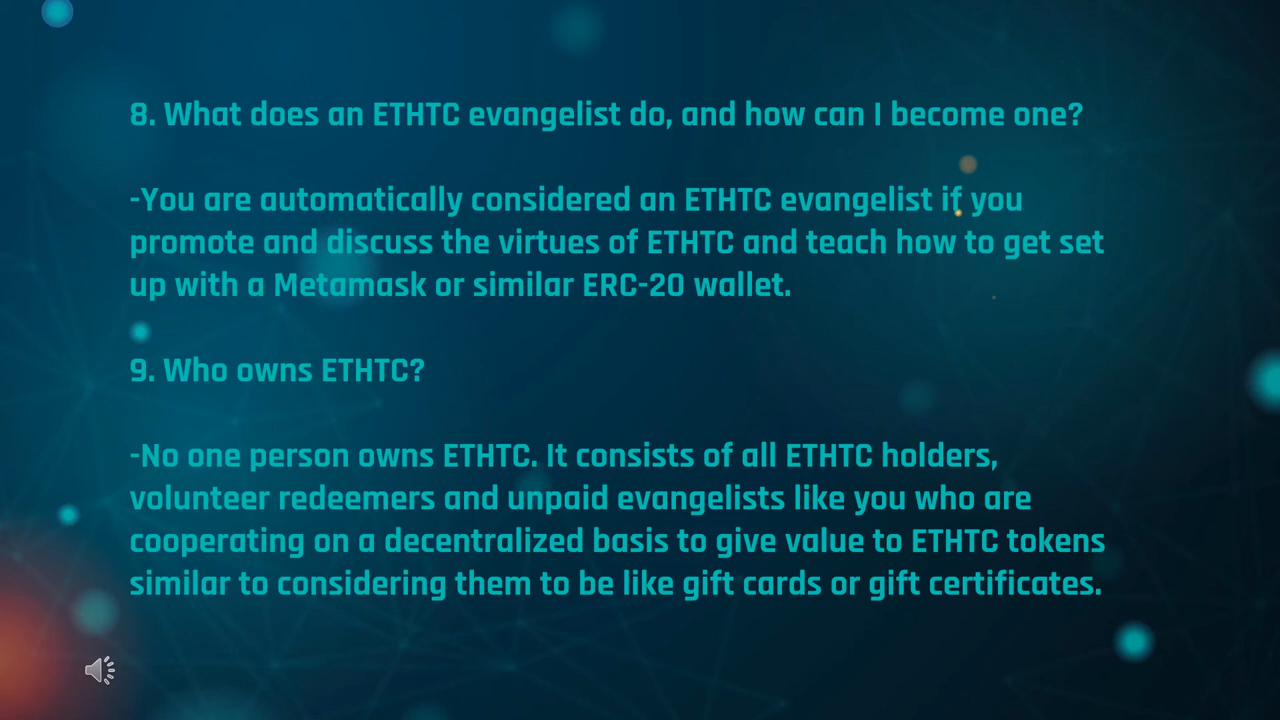 8. What does an ETHTC evangelist do, and how can I become one?
-You are automatically considered an ETHTC evangelist if you
promote and discuss the virtues of ETHTC and teach how to get set
up with a Metamask or similar ERC-20 wallet.
9. Who owns ETHTC?
-No one person owns ETHTC. It consists of all ETHTC holders,
volunteer redeemers and unpaid evangelists like you who are
cooperating on a decentralized basis to give value to ETHTC tokens
similar to considering them to be like gift cards or gift certificates.